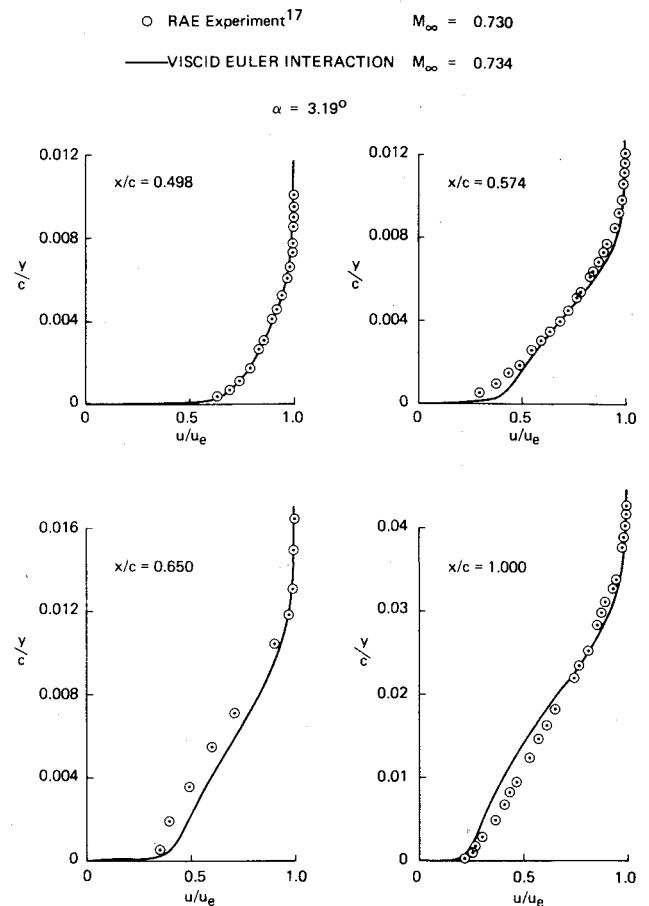 ⊙ RAE Experiment17 M∞ = 0.730
—— VISCID EULER INTERACTION M∞ = 0.734
α = 3.19º
0.012
x/c = 0.498
0.008
y/c
0.004
0
0 0.5 1.0
u/ue
0.012
x/c = 0.574
0.008
y/c
0.004
0
0 0.5 1.0
u/ue
0.016
x/c = 0.650
0.012
0.008
y/c
0.004
0
0 0.5 1.0
u/ue
0.04
x/c = 1.000
0.03
y/c
0.02
0.01
0
0 0.5 1.0
u/ue